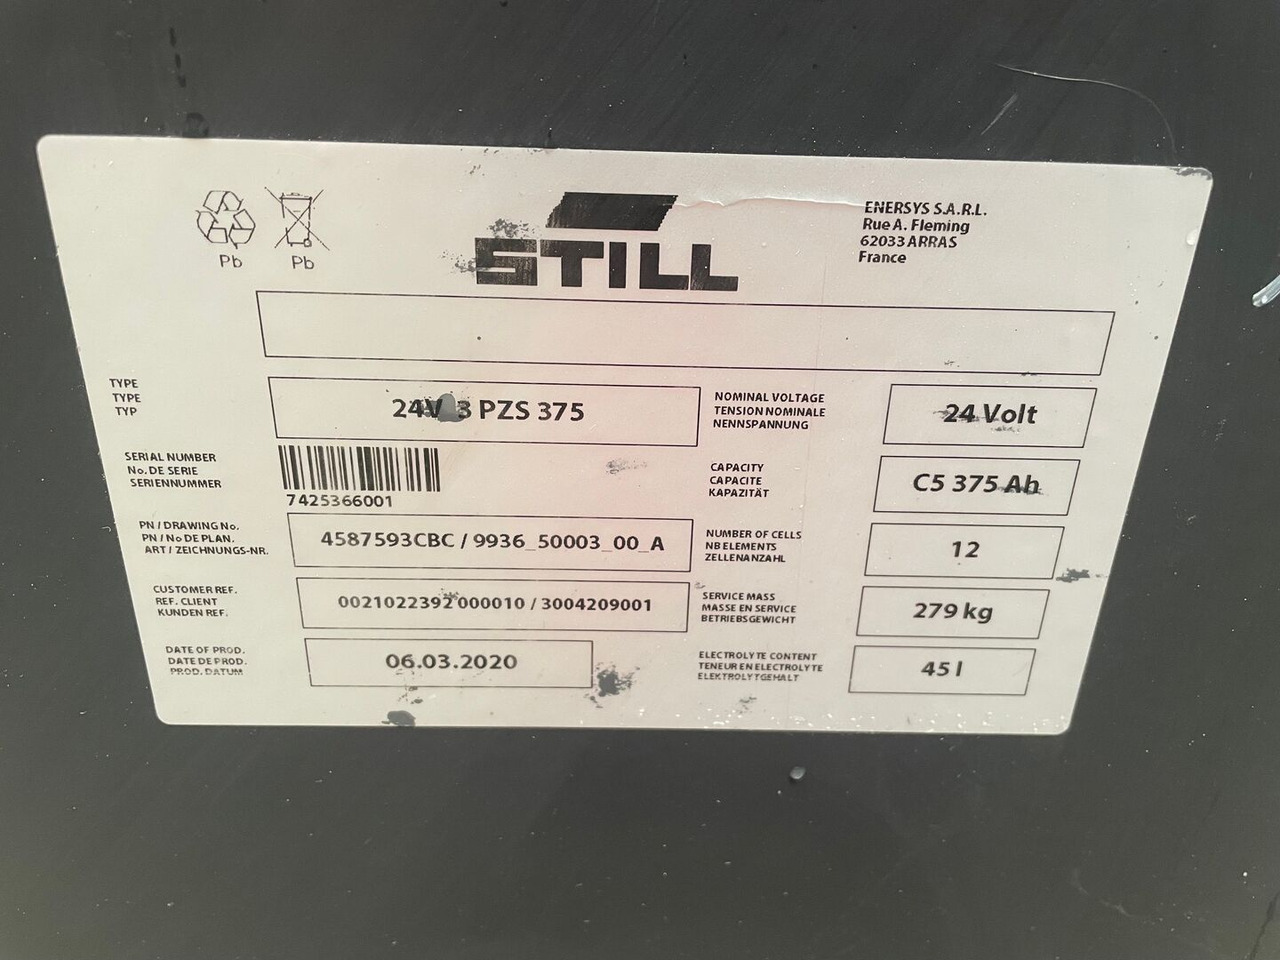 Pb Pb
STILL
ENERSYS S.A.R.L.
Rue A. Fleming
62033 ARRAS
France
TYPE
TYPE
TYP
24V 3 PZS 375
NOMINAL VOLTAGE
TENSION NOMINALE
NENNSPANNUNG
24 Volt
SERIAL NUMBER
No. DE SERIE
SERIENNUMMER
7425366001
CAPACITY
CAPACITE
KAPAZITÄT
C5 375 Ah
PN / DRAWING No.
PN / No DE PLAN.
ART / ZEICHNUNGS-NR.
4587593CBC / 9936_50003_00_A
NUMBER OF CELLS
NB ELEMENTS
ZELLENANZAHL
12
CUSTOMER REF.
REF. CLIENT
KUNDEN REF.
0021022392 000010 / 3004209001
SERVICE MASS
MASSE EN SERVICE
BETRIEBSGEWICHT
279 kg
DATE OF PROD.
DATE DE PROD.
PROD. DATUM
06.03.2020
ELECTROLYTE CONTENT
TENEUR EN ELECTROLYTE
ELEKTROLYTGEHALT
45 l